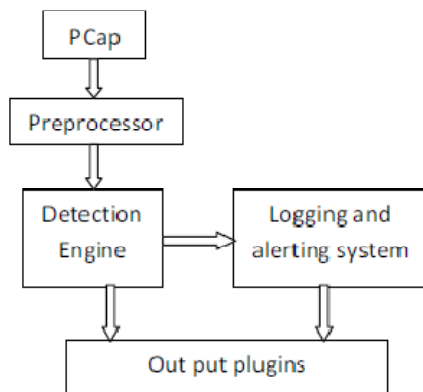 PCap
Preprocessor
Detection
Engine
Logging and
alerting system
Out put plugins